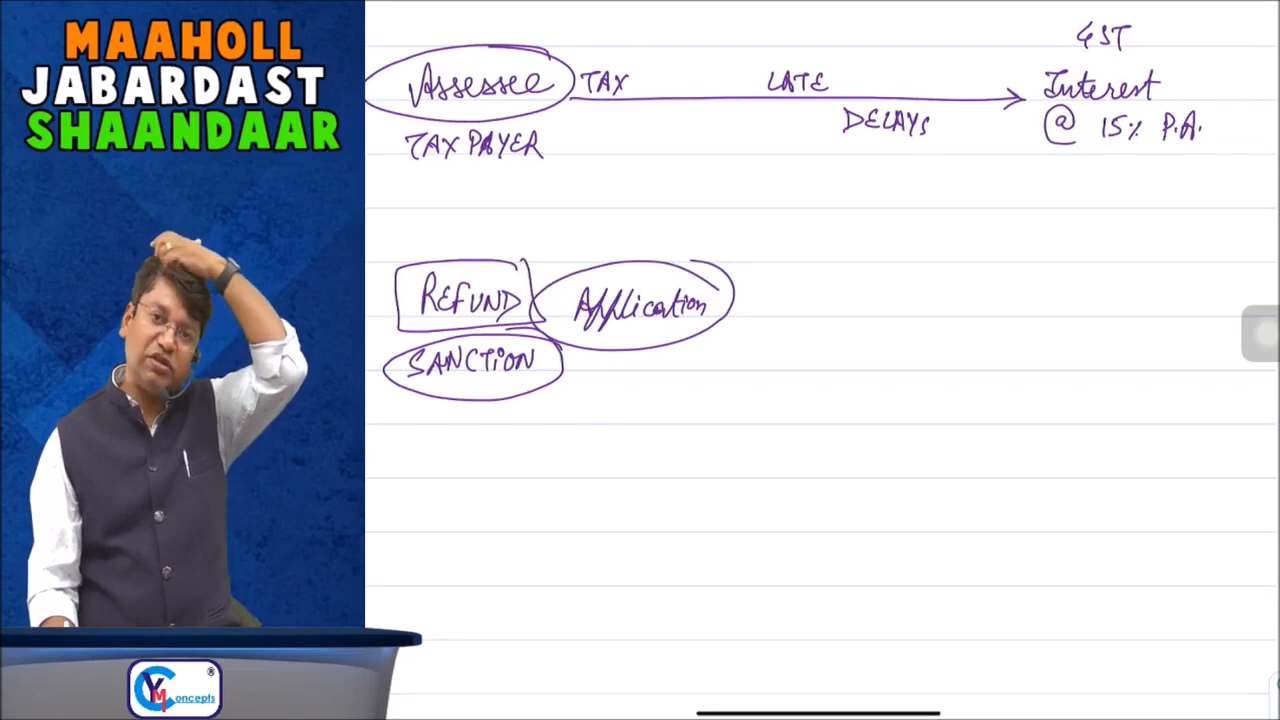 MAAHOLL
JABARDAST
SHAANDAAR
GST
Assessee TAX LATE Interest
TAX PAYER DELAYS @ 15% P.A.
REFUND Application
SANCTION
YM Concepts
®